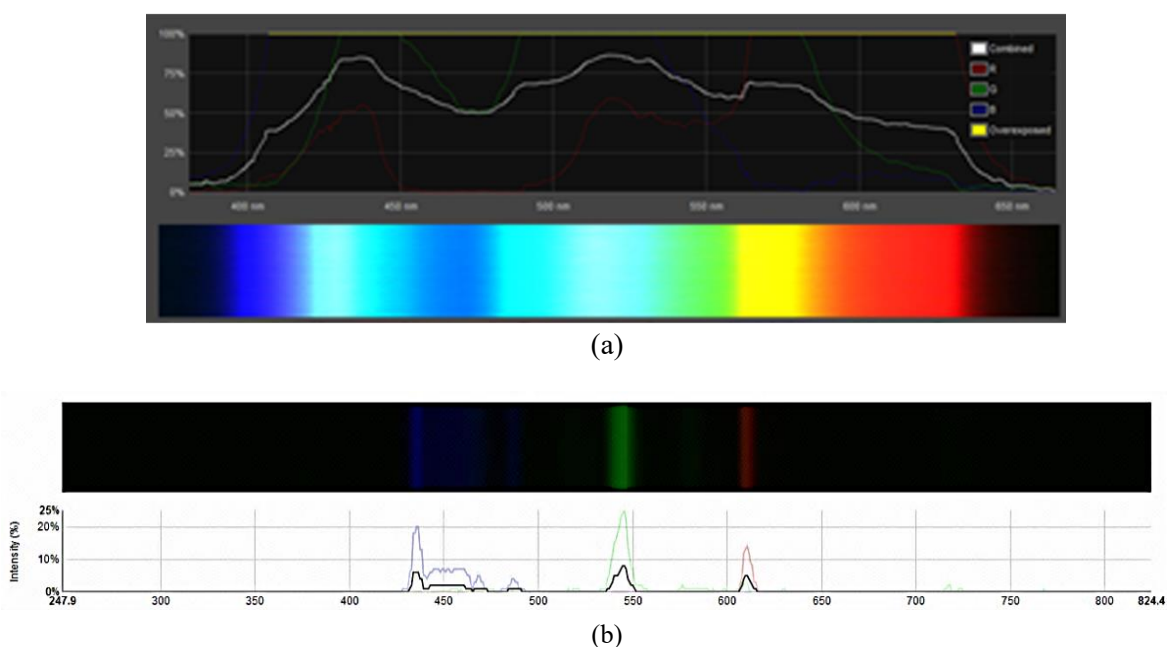 100%
Combined
R
75%
G
B
50%
Overexposed
25%
0%
400 nm 450 nm 500 nm 550 nm 600 nm 650 nm
(a)
25%
20%
Intensity (%)
10%
0%
247.9 300 350 400 450 500 550 600 650 700 750 800 824.4
(b)